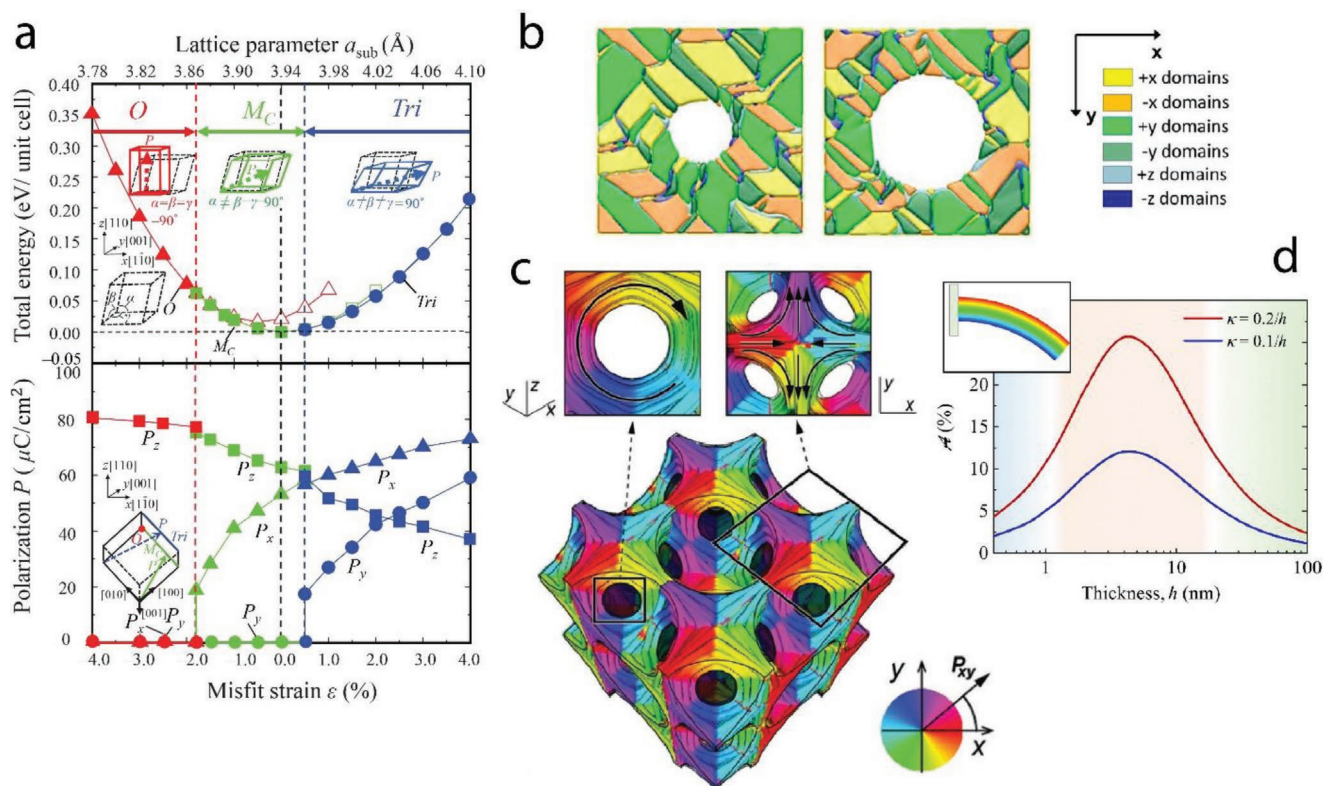 a
Lattice parameter a_sub (Å)
3.78 3.82 3.86 3.90 3.94 3.98 4.02 4.06 4.10
Total energy (eV/ unit cell)
0.40
0.35
0.30
0.25
0.20
0.15
0.10
0.05
0.00
−0.05
O M_C Tri
P
P
P
α=β=γ
=90°
α≠β γ 90°
α≠β≠γ=90°
z[110]
y[001]
x[11̄0]
β α
γ
O
M_C
Tri
Polarization P ( μC/cm²)
100
80
60
40
20
0
P_z
P_z
P_x
P_x
P_z
P_y
P_y
P_x P_y
z[110]
y[001]
x[11̄0]
O
M_C
P
P
Tri
[010]
[100]
[001]
4.0 3.0 2.0 1.0 0.0 1.0 2.0 3.0 4.0
Misfit strain ε (%)
b
x
y
+x domains
-x domains
+y domains
-y domains
+z domains
-z domains
c
y z x
y
x
y
P_xy
x
d
κ = 0.2/h
κ = 0.1/h
𝒜 (%)
20
15
10
5
0
1 10 100
Thickness, h (nm)